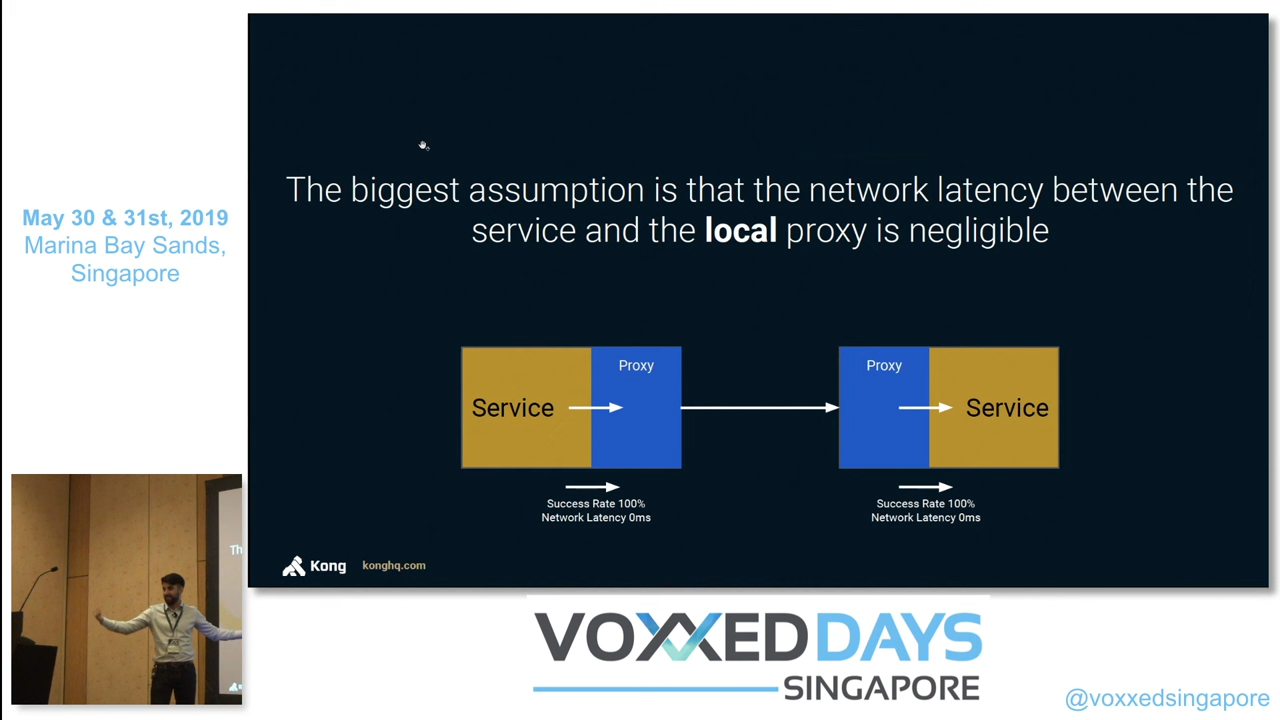 May 30 & 31st, 2019
Marina Bay Sands,
Singapore
The biggest assumption is that the network latency between the
service and the local proxy is negligible
Proxy
Proxy
Service
Service
Success Rate 100%
Network Latency 0ms
Success Rate 100%
Network Latency 0ms
Kong
konghq.com
Th
VOXXED DAYS
SINGAPORE
@voxxedsingapore